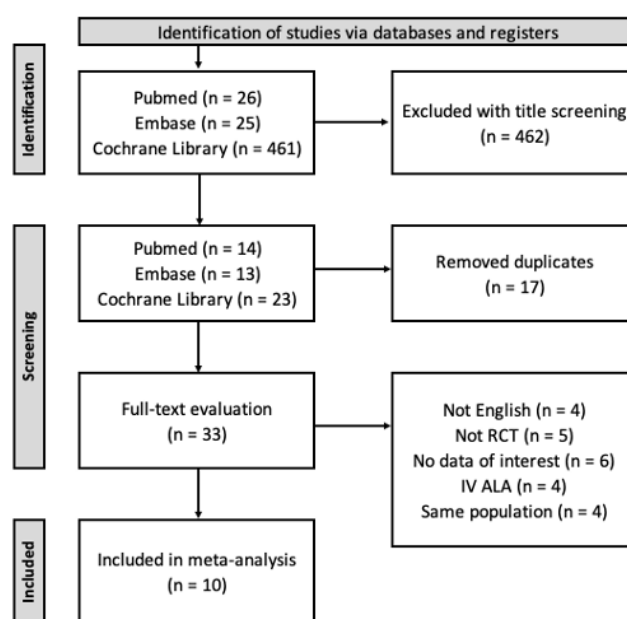 Identification of studies via databases and registers
Identification
Pubmed (n = 26)
Embase (n = 25)
Cochrane Library (n = 461)
Excluded with title screening
(n = 462)
Screening
Pubmed (n = 14)
Embase (n = 13)
Cochrane Library (n = 23)
Removed duplicates
(n = 17)
Full-text evaluation
(n = 33)
Not English (n = 4)
Not RCT (n = 5)
No data of interest (n = 6)
IV ALA (n = 4)
Same population (n = 4)
Included
Included in meta-analysis
(n = 10)